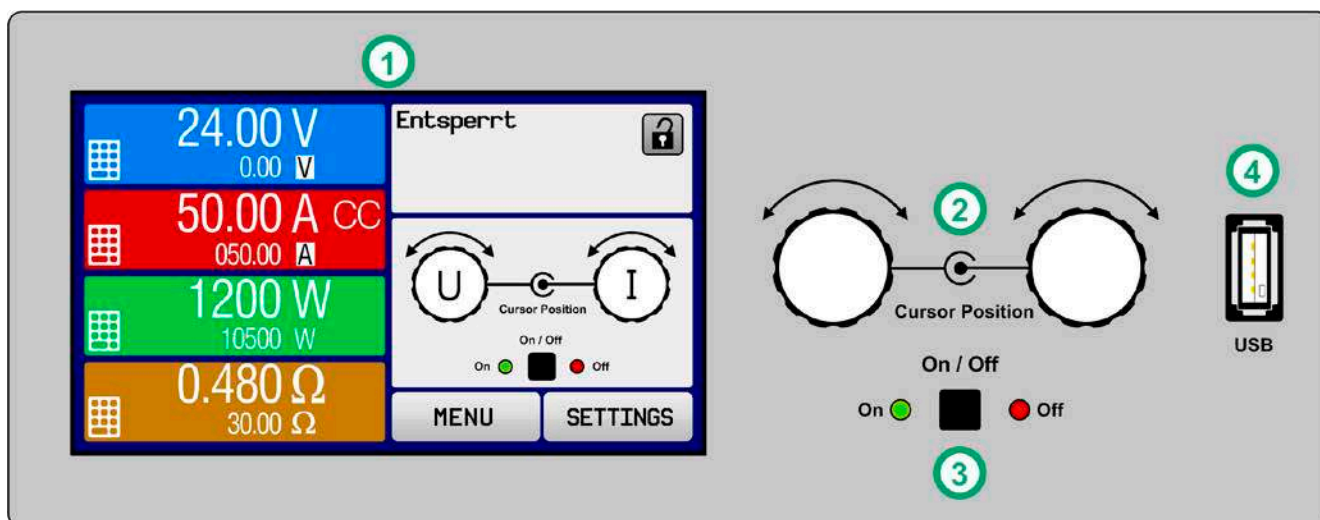 1
24.00 V
0.00 V
50.00 A CC
050.00 A
1200 W
10500 W
0.480 Ω
30.00 Ω
Entsperrt
U I
Cursor Position
On / Off
On Off
MENU SETTINGS
2
Cursor Position
On / Off
On Off
3
4
USB